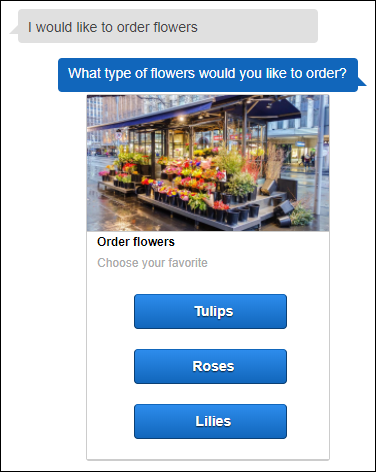 I would like to order flowers
What type of flowers would you like to order?
Order flowers
Choose your favorite
Tulips
Roses
Lilies